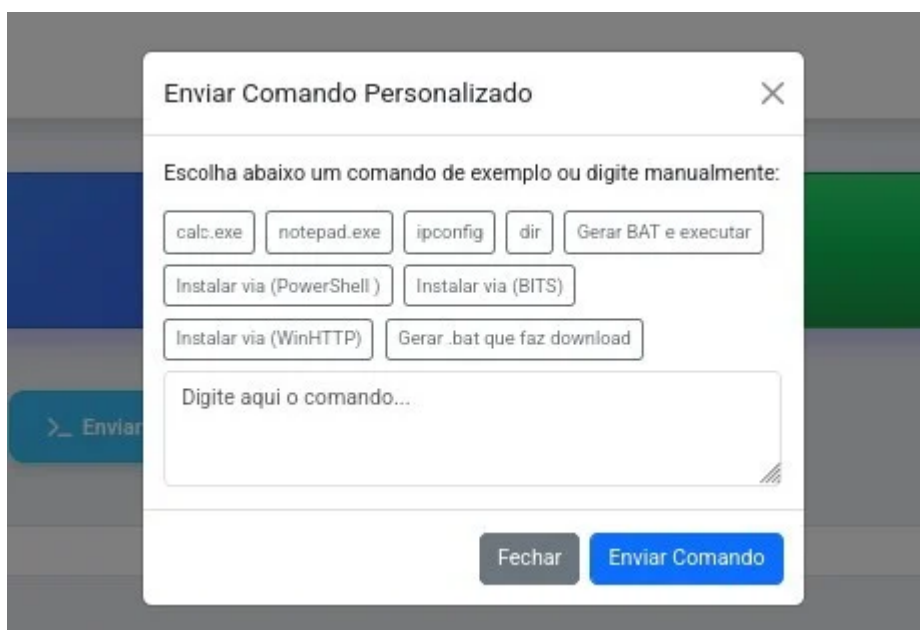 Enviar Comando Personalizado
Escolha abaixo um comando de exemplo ou digite manualmente:
calc.exe notepad.exe ipconfig dir Gerar BAT e executar
Instalar via (PowerShell ) Instalar via (BITS)
Instalar via (WinHTTP) Gerar .bat que faz download
Digite aqui o comando...
>_ Enviar
Fechar Enviar Comando